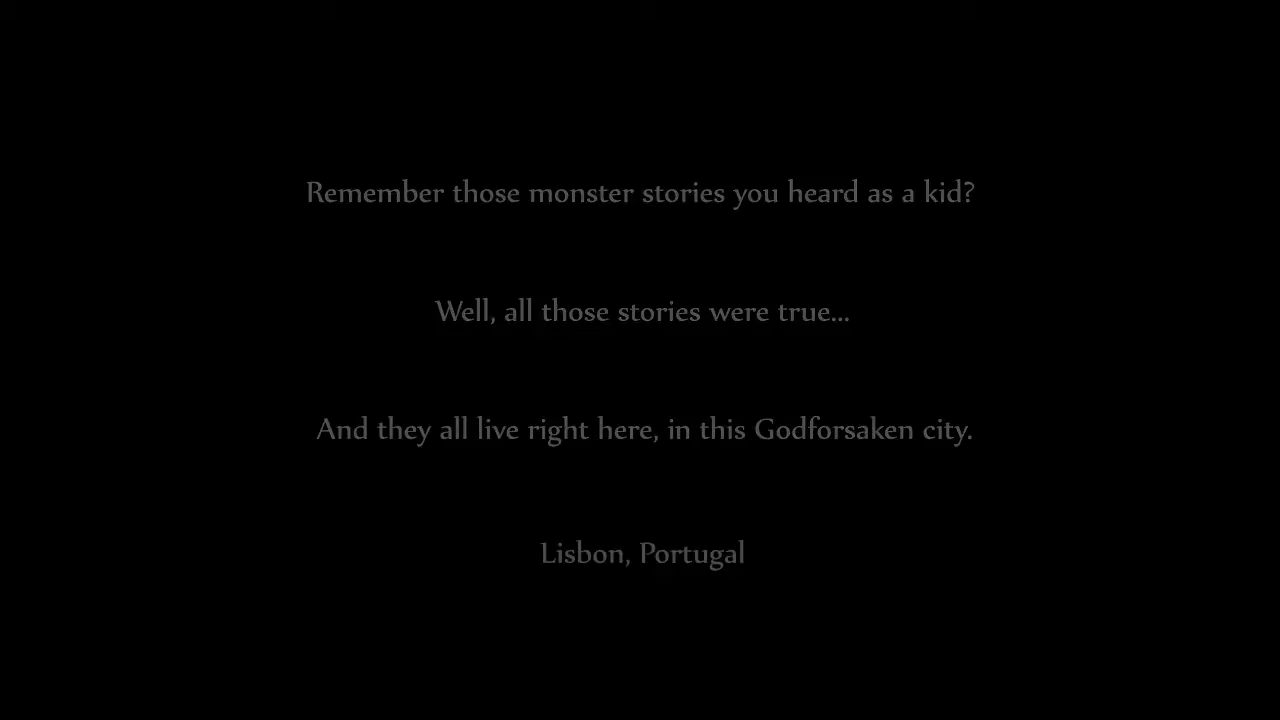 Remember those monster stories you heard as a kid?
Well, all those stories were true...
And they all live right here, in this Godforsaken city.
Lisbon, Portugal